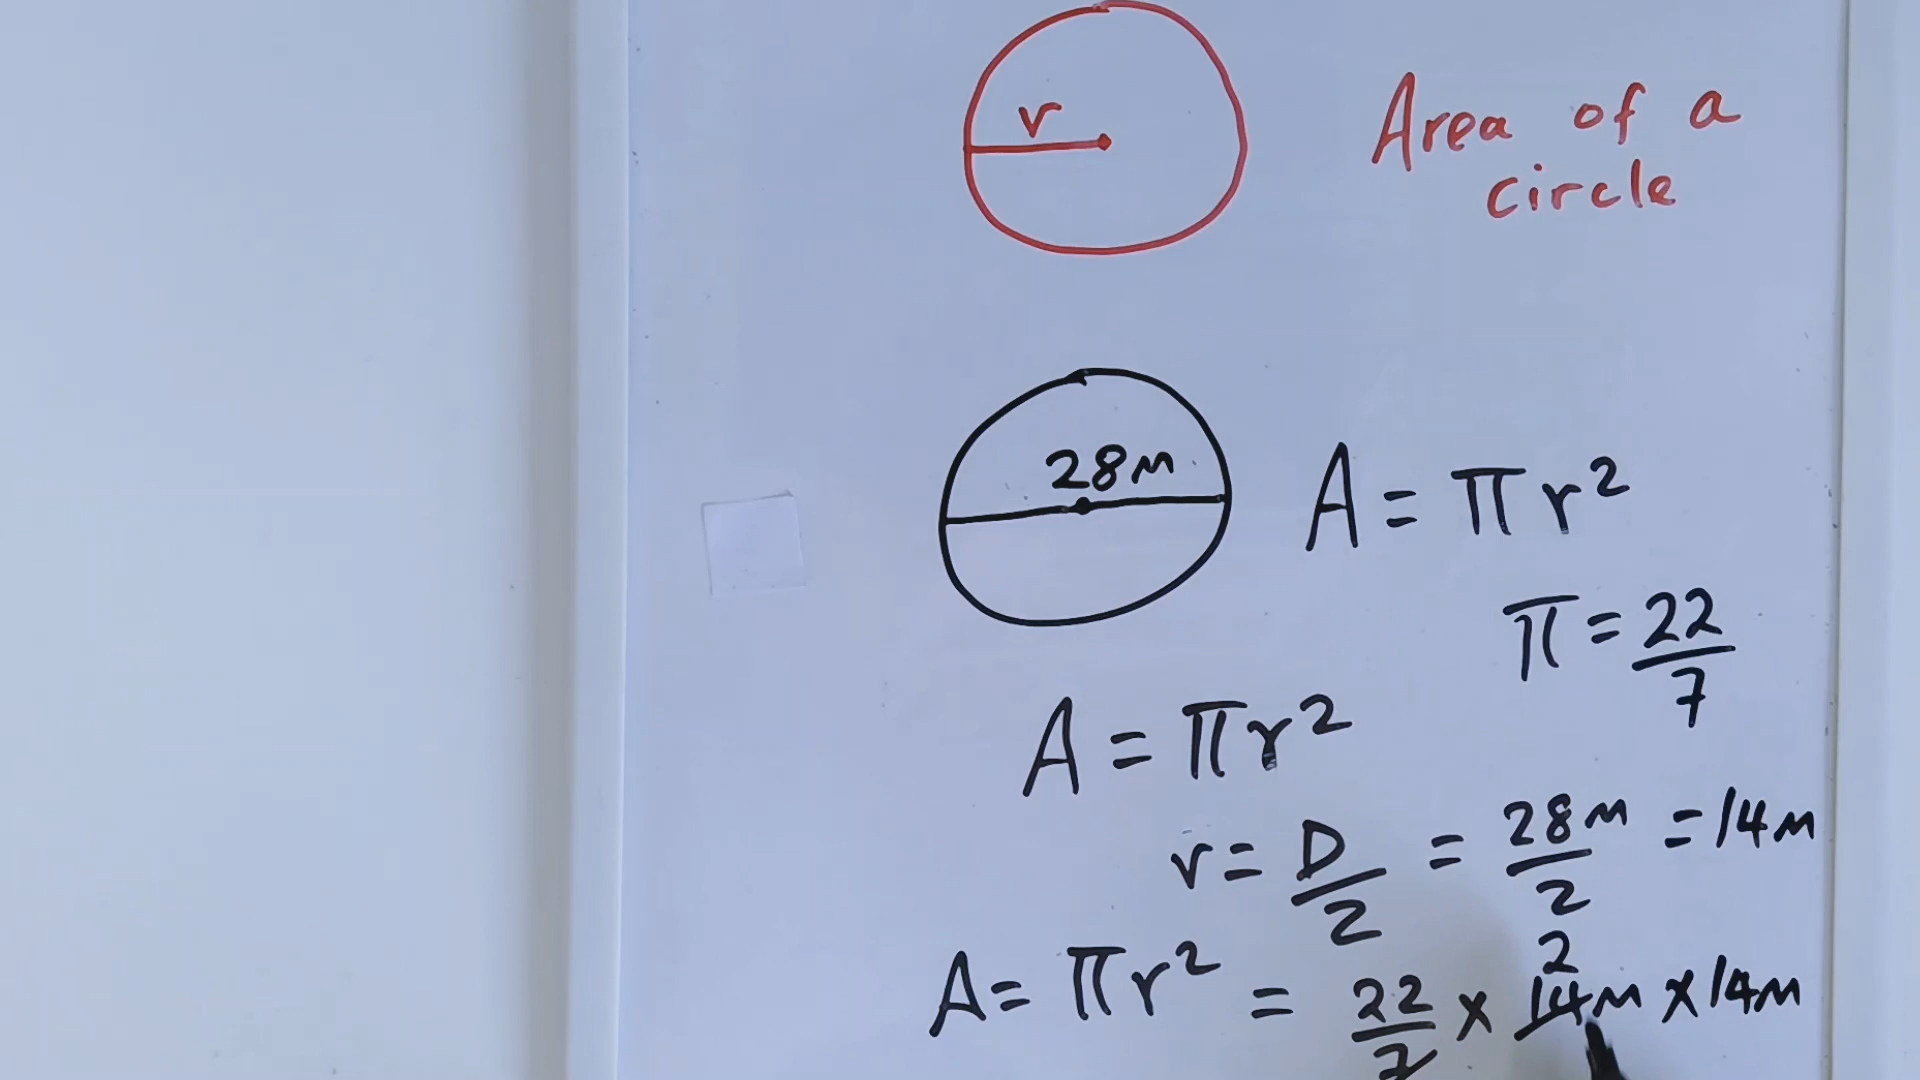 r
Area of a
circle
28m
A = πr²
π = 22/7
A = πr²
r = D/2 = 28m/2 = 14m
2
A = πr² = 22/7 x 14m x 14m